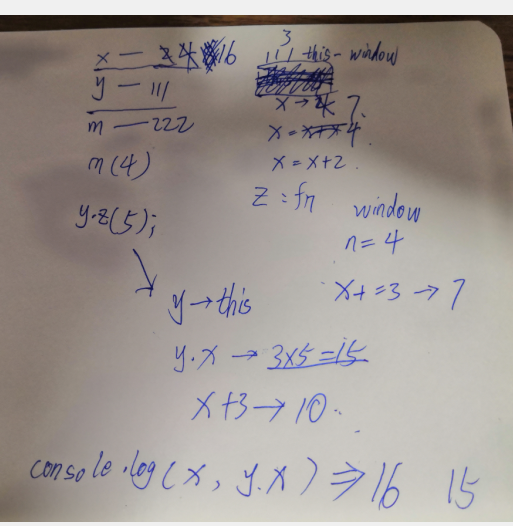 x — 16
y — 111
m — 222
m(4)
y.z(5);
3
111 this - window
x → 7
x = 4
x = x+2
z : fn
window
n = 4
x+=3 → 7
y → this
y.x → 3x5=15
x+3 → 10
console.log(x, y.x) ⇒ 16 15